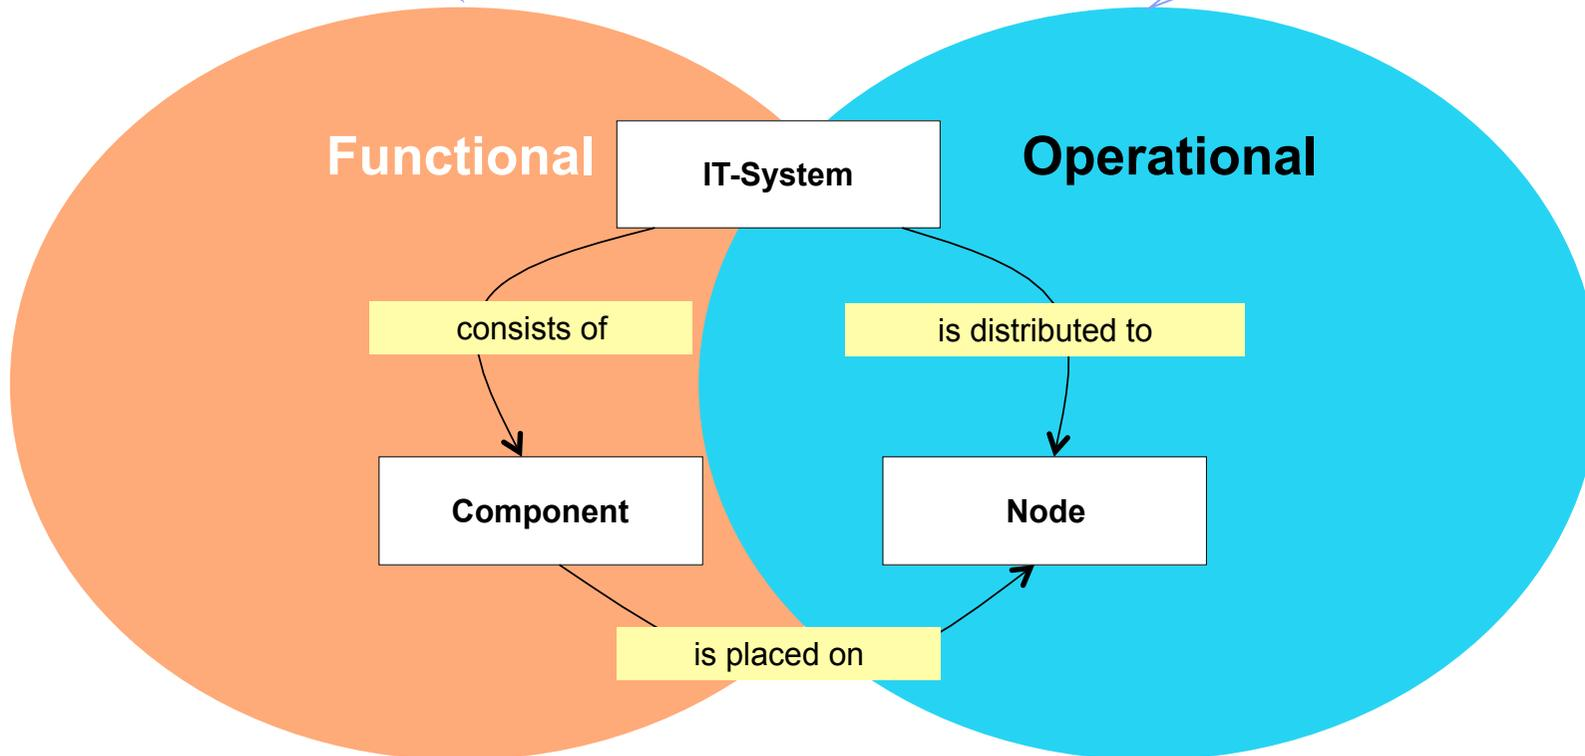 Functional
IT-System
Operational
consists of
is distributed to
Component
Node
is placed on